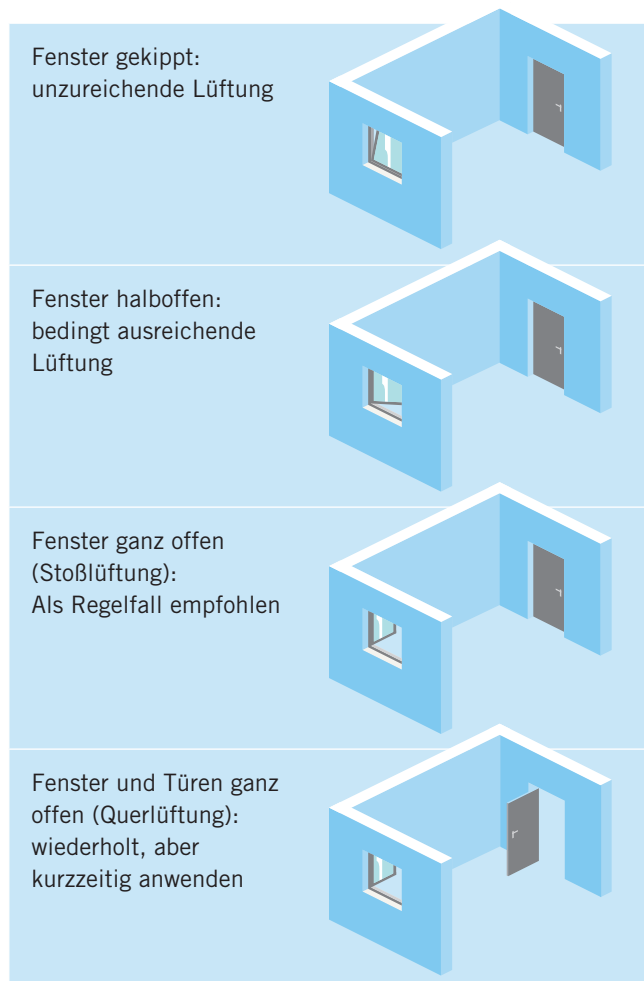 Fenster gekippt:
unzureichende Lüftung
Fenster halboffen:
bedingt ausreichende
Lüftung
Fenster ganz offen
(Stoßlüftung):
Als Regelfall empfohlen
Fenster und Türen ganz
offen (Querlüftung):
wiederholt, aber
kurzzeitig anwenden